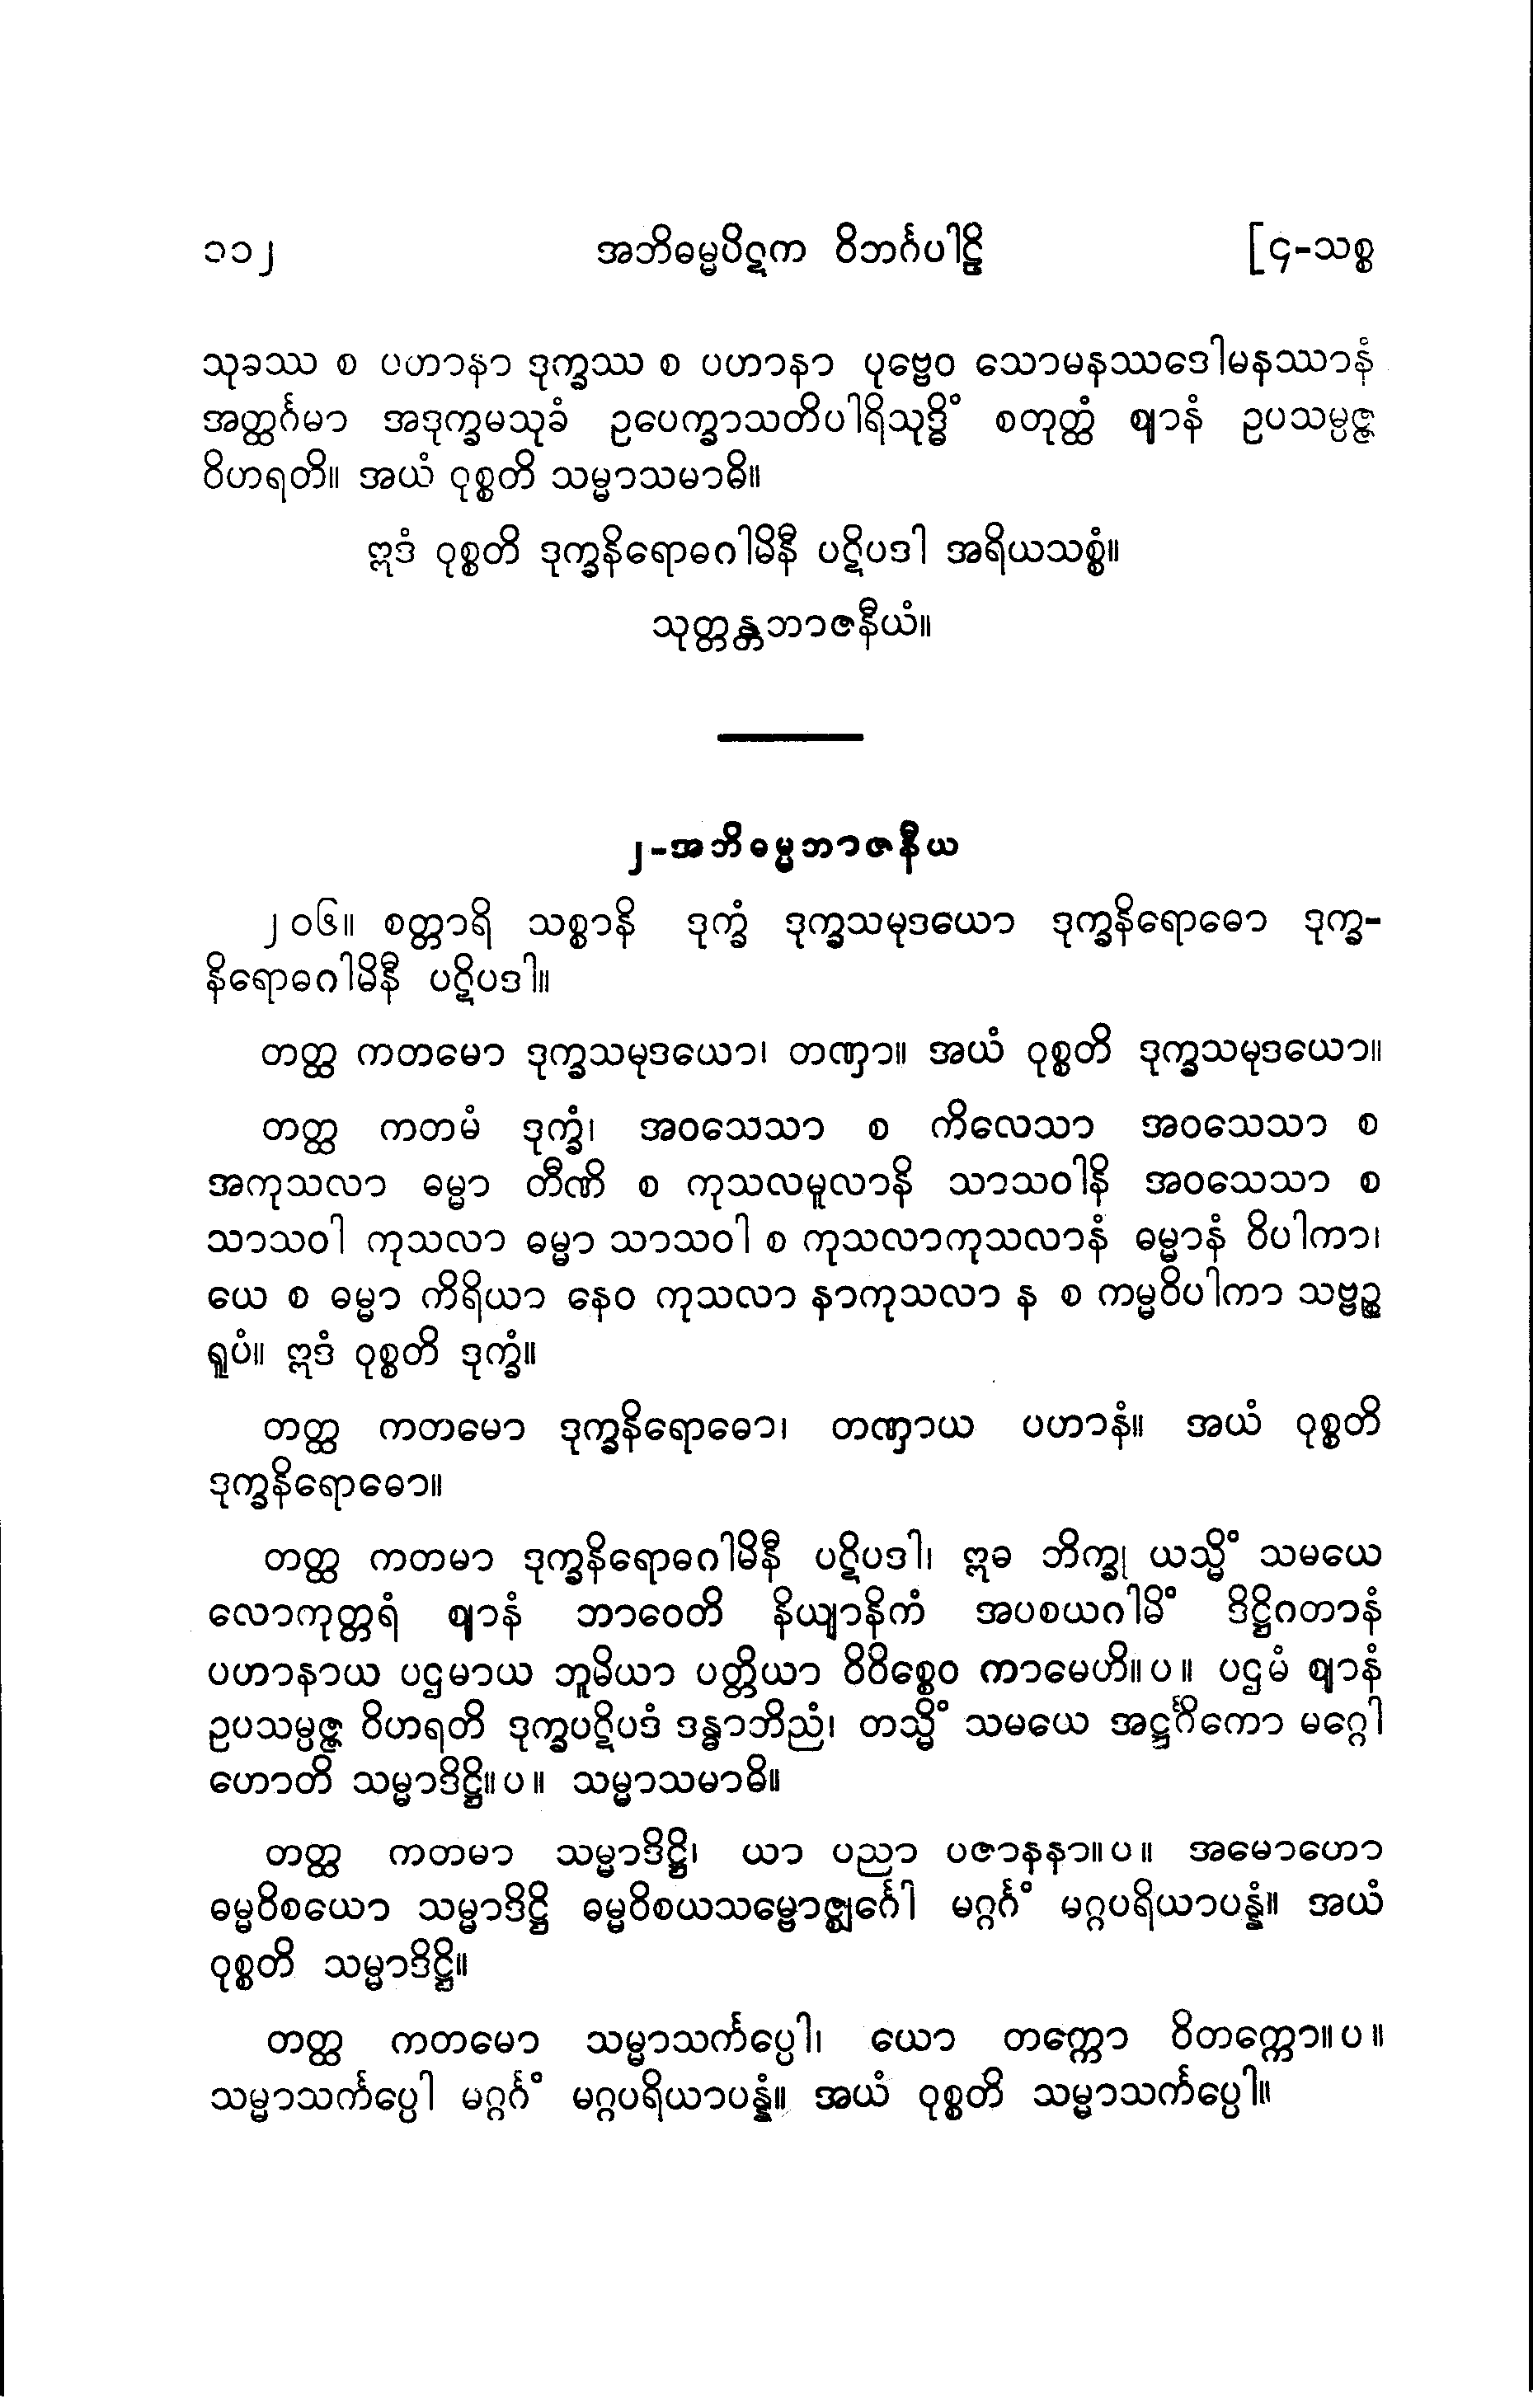 ၁၁၂ အဘိဓမ္မပိဋက ဝိဘင်္ဂပါဠိ [၄-သစ္စ
သုခဿ စ ပဟာနာ ဒုက္ခဿ စ ပဟာနာ ပုဗ္ဗေဝ သောမနဿဒေါမနဿာနံ
အတ္ထင်္ဂမာ အဒုက္ခမသုခံ ဥပေက္ခာသတိပါရိသုဒ္ဓိံ စတုတ္ထံ ဈာနံ ဥပသမ္ပဇ္ဇ
ဝိဟရတိ။ အယံ ဝုစ္စတိ သမ္မာသမာဓိ။
ဣဒံ ဝုစ္စတိ ဒုက္ခနိရောဓဂါမိနီ ပဋိပဒါ အရိယသစ္စံ။
သုတ္တန္တဘာဇနီယံ။
၂-အဘိဓမ္မဘာဇနီယ
၂၀၆။ စတ္တာရိ သစ္စာနိ ဒုက္ခံ ဒုက္ခသမုဒယော ဒုက္ခနိရောဓော ဒုက္ခ-
နိရောဓဂါမိနီ ပဋိပဒါ။
တတ္ထ ကတမော ဒုက္ခသမုဒယော၊ တဏှာ။ အယံ ဝုစ္စတိ ဒုက္ခသမုဒယော။
တတ္ထ ကတမံ ဒုက္ခံ၊ အဝသေသာ စ ကိလေသာ အဝသေသာ စ
အကုသလာ ဓမ္မာ တီဏိ စ ကုသလမူလာနိ သာသဝါနိ အဝသေသာ စ
သာသဝါ ကုသလာ ဓမ္မာ သာသဝါ စ ကုသလာကုသလာနံ ဓမ္မာနံ ဝိပါကာ၊
ယေ စ ဓမ္မာ ကိရိယာ နေဝ ကုသလာ နာကုသလာ န စ ကမ္မဝိပါကာ သဗ္ဗဉ္စ
ရူပံ။ ဣဒံ ဝုစ္စတိ ဒုက္ခံ။
တတ္ထ ကတမော ဒုက္ခနိရောဓော၊ တဏှာယ ပဟာနံ။ အယံ ဝုစ္စတိ
ဒုက္ခနိရောဓော။
တတ္ထ ကတမာ ဒုက္ခနိရောဓဂါမိနီ ပဋိပဒါ၊ ဣဓ ဘိက္ခု ယသ္မိံ သမယေ
လောကုတ္တရံ ဈာနံ ဘာဝေတိ နိယျာနိကံ အပစယဂါမိံ ဒိဋ္ဌိဂတာနံ
ပဟာနာယ ပဌမာယ ဘူမိယာ ပတ္တိယာ ဝိဝိစ္စေဝ ကာမေဟိ။ပ။ ပဌမံ ဈာနံ
ဥပသမ္ပဇ္ဇ ဝိဟရတိ ဒုက္ခပဋိပဒံ ဒန္ဓာဘိညံ၊ တသ္မိံ သမယေ အဋ္ဌင်္ဂိကော မဂ္ဂေါ
ဟောတိ သမ္မာဒိဋ္ဌိ။ပ။ သမ္မာသမာဓိ။
တတ္ထ ကတမာ သမ္မာဒိဋ္ဌိ၊ ယာ ပညာ ပဇာနနာ။ပ။ အမောဟော
ဓမ္မဝိစယော သမ္မာဒိဋ္ဌိ ဓမ္မဝိစယသမ္ဗောဇ္ဈင်္ဂေါ မဂ္ဂင်္ဂံ မဂ္ဂပရိယာပန္နံ။ အယံ
ဝုစ္စတိ သမ္မာဒိဋ္ဌိ။
တတ္ထ ကတမော သမ္မာသင်္ကပ္ပေါ၊ ယော တက္ကော ဝိတက္ကော။ပ။
သမ္မာသင်္ကပ္ပေါ မဂ္ဂင်္ဂံ မဂ္ဂပရိယာပန္နံ။ အယံ ဝုစ္စတိ သမ္မာသင်္ကပ္ပေါ။